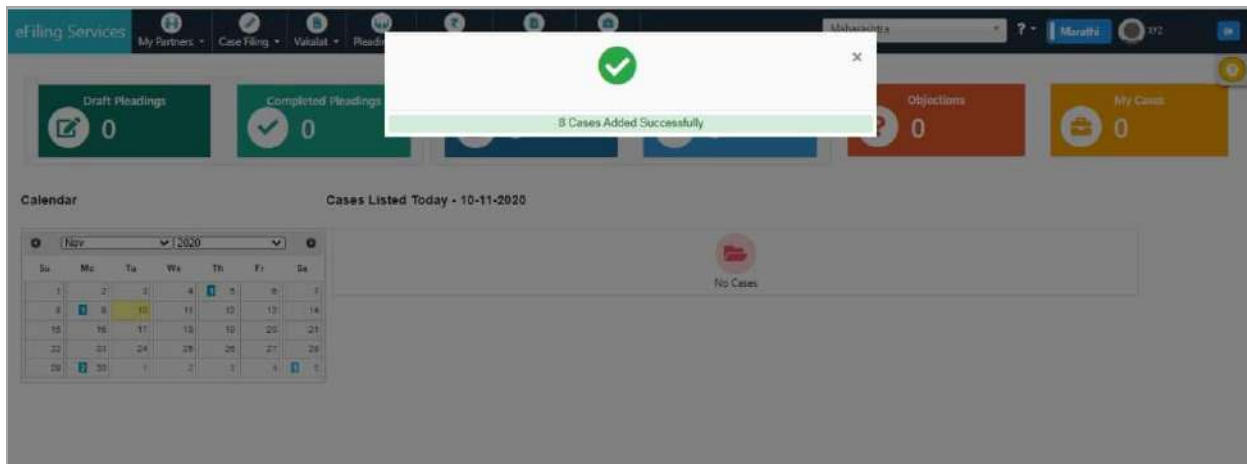 eFiling Services
My Partners
Case Filing
Vakalat
Maharashtra
?
Marathi
XYZ
8 Cases Added Successfully
Draft Pleadings
0
Completed Pleadings
0
Objections
0
My Cases
0
Calendar
Cases Listed Today - 10-11-2020
Nov 2020
Su Mo Tu We Th Fr Sa
1 2 3 4 1 5 6 7
8 1 9 10 11 12 13 14
15 16 17 18 19 20 21
22 23 24 25 26 27 28
29 2 30 1 2 3 4
No Cases